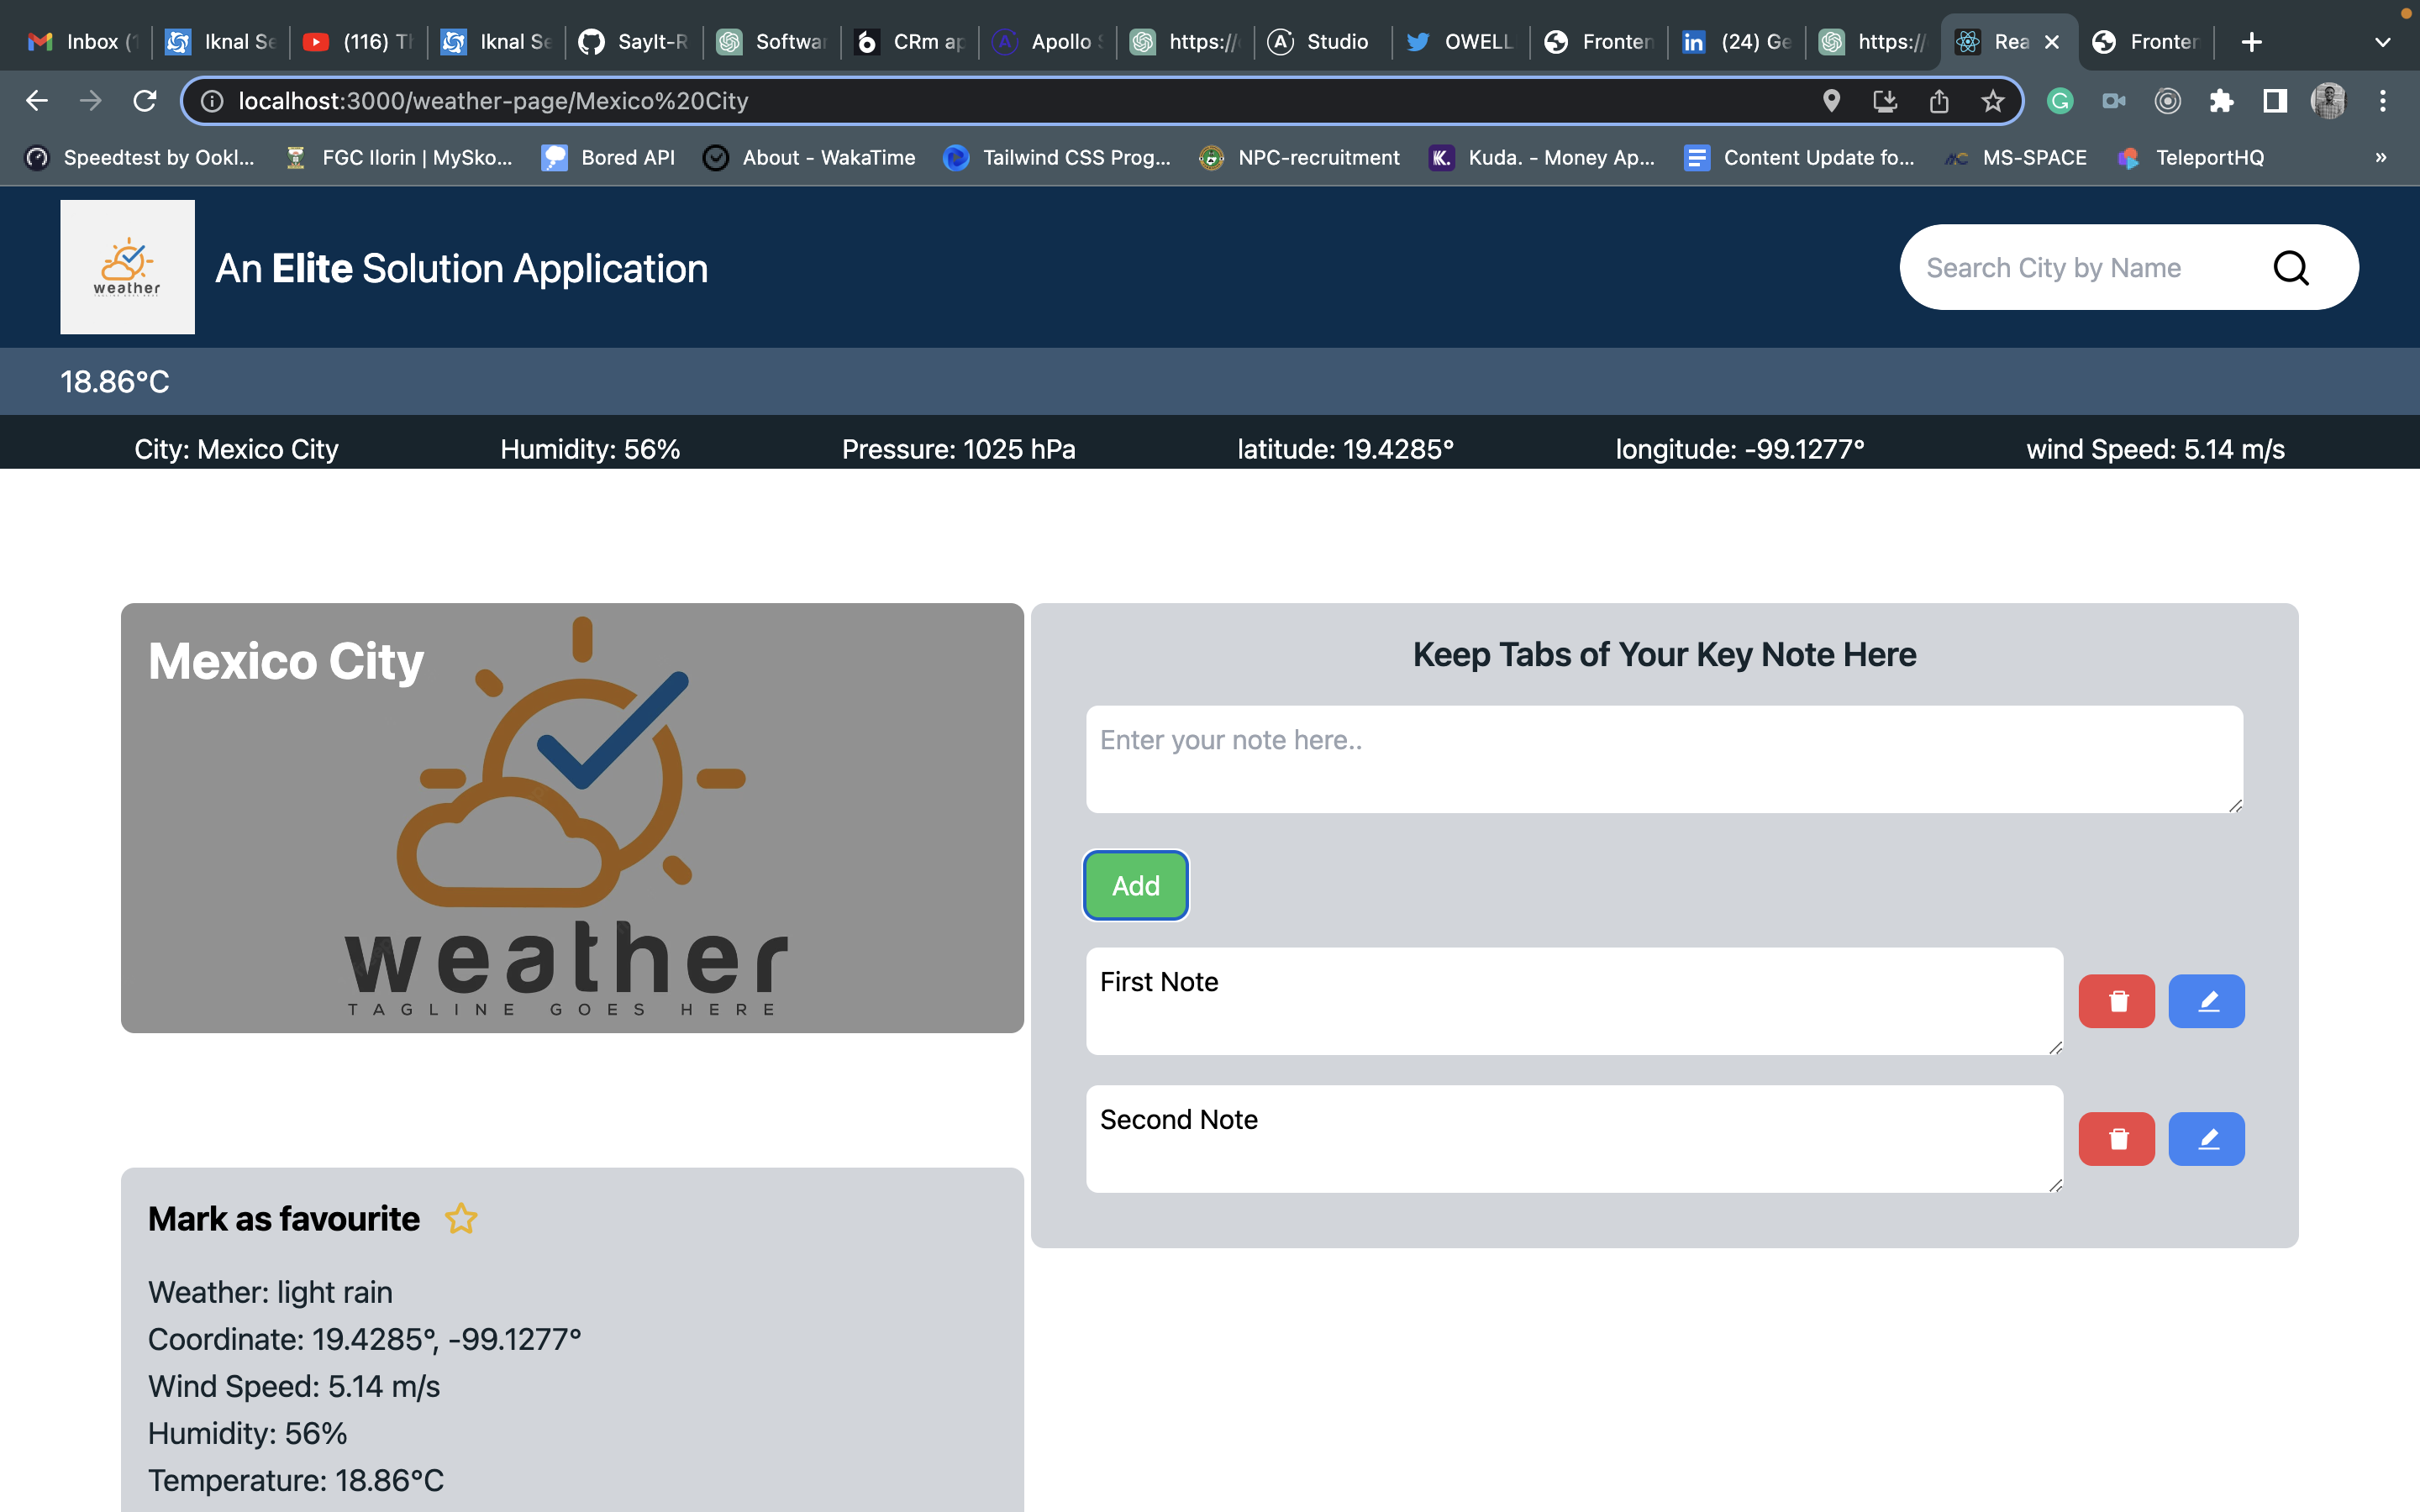 Inbox (1
Iknal Se
(116) Th
Iknal Se
SayIt-R
Softwar
CRm ap
Apollo
https://
Studio
OWELL
Fronten
(24) Ge
https://
Rea
Fronten
localhost:3000/weather-page/Mexico%20City
Speedtest by Ookl...
FGC Ilorin | MySko...
Bored API
About - WakaTime
Tailwind CSS Prog...
NPC-recruitment
Kuda. - Money Ap...
Content Update fo...
MS-SPACE
TeleportHQ
»
weather
An Elite Solution Application
Search City by Name
18.86°C
City: Mexico City
Humidity: 56%
Pressure: 1025 hPa
latitude: 19.4285°
longitude: -99.1277°
wind Speed: 5.14 m/s
Mexico City
weather
TAGLINE GOES HERE
Keep Tabs of Your Key Note Here
Enter your note here..
Add
First Note
Second Note
Mark as favourite
Weather: light rain
Coordinate: 19.4285°, -99.1277°
Wind Speed: 5.14 m/s
Humidity: 56%
Temperature: 18.86°C